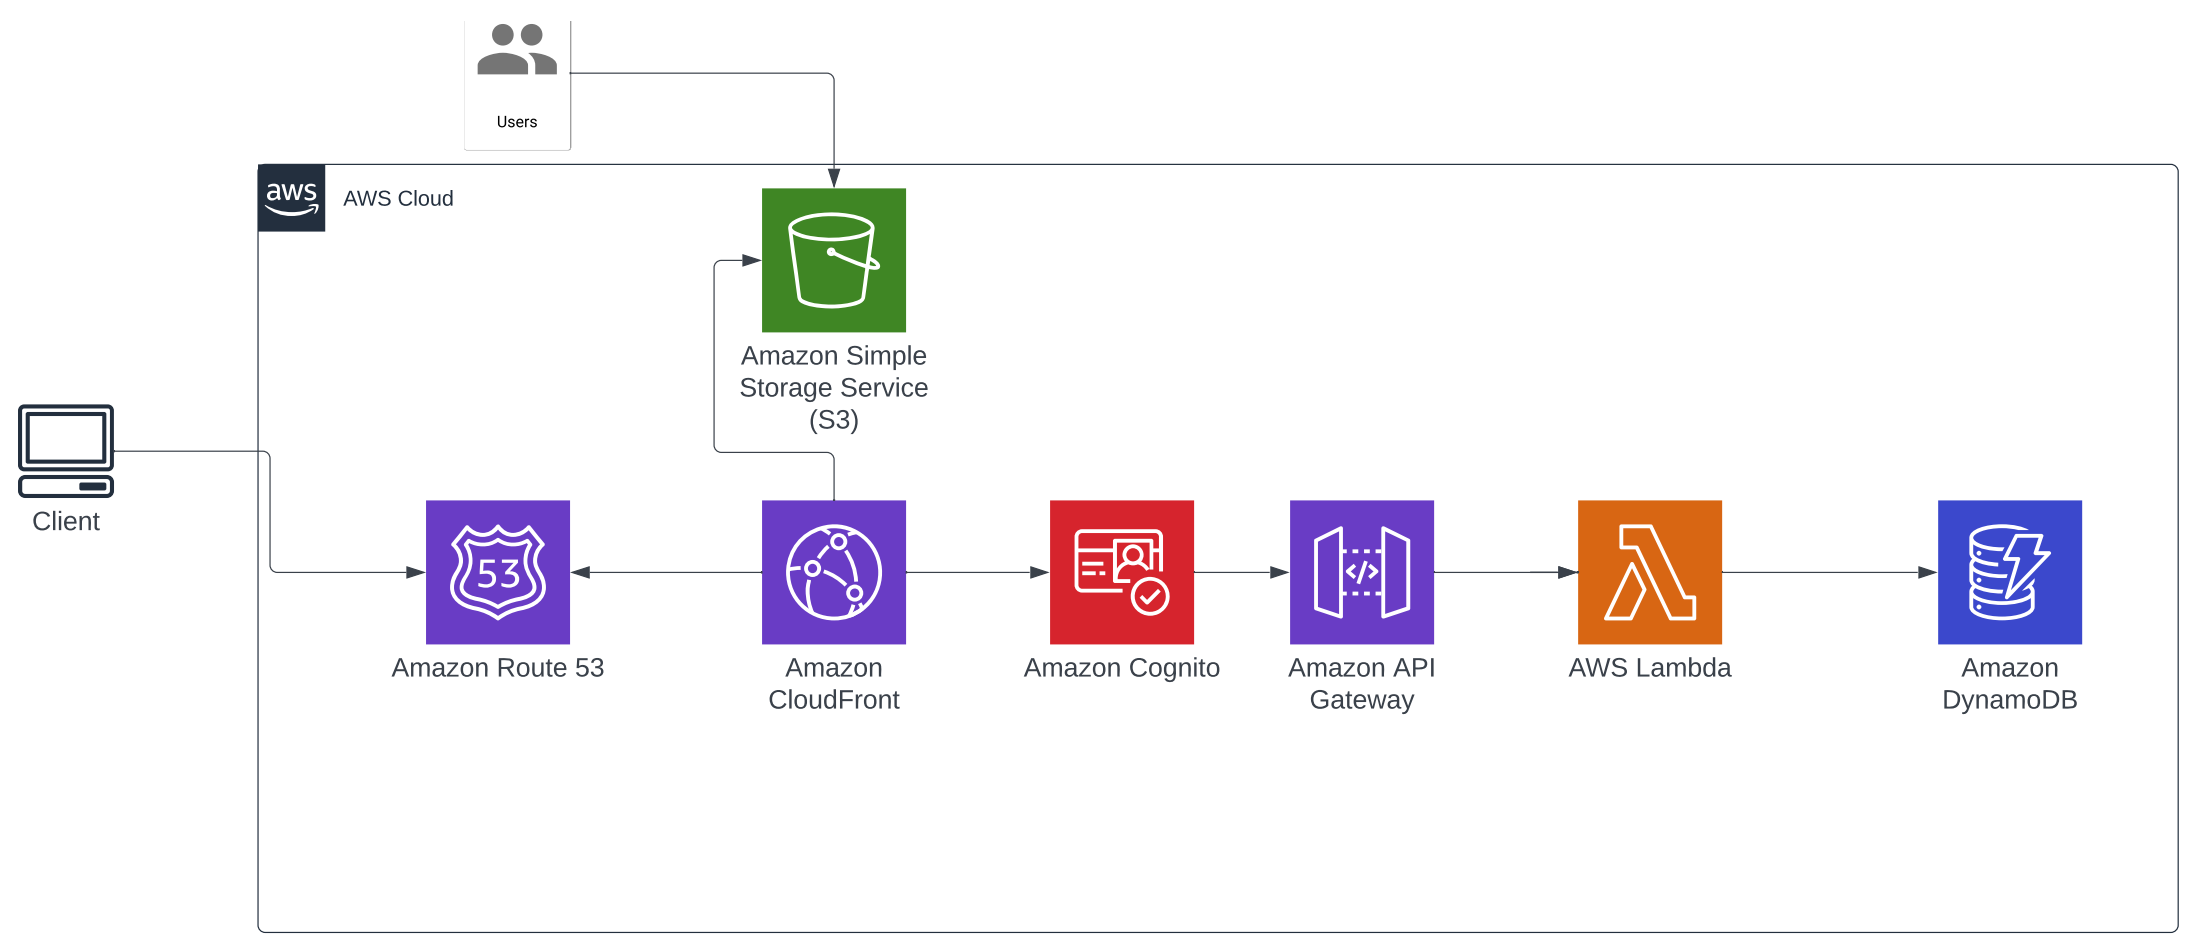 Users
aws
AWS Cloud
Amazon Simple
Storage Service
(S3)
Client
53
Amazon Route 53
Amazon
CloudFront
Amazon Cognito
Amazon API
Gateway
AWS Lambda
Amazon
DynamoDB